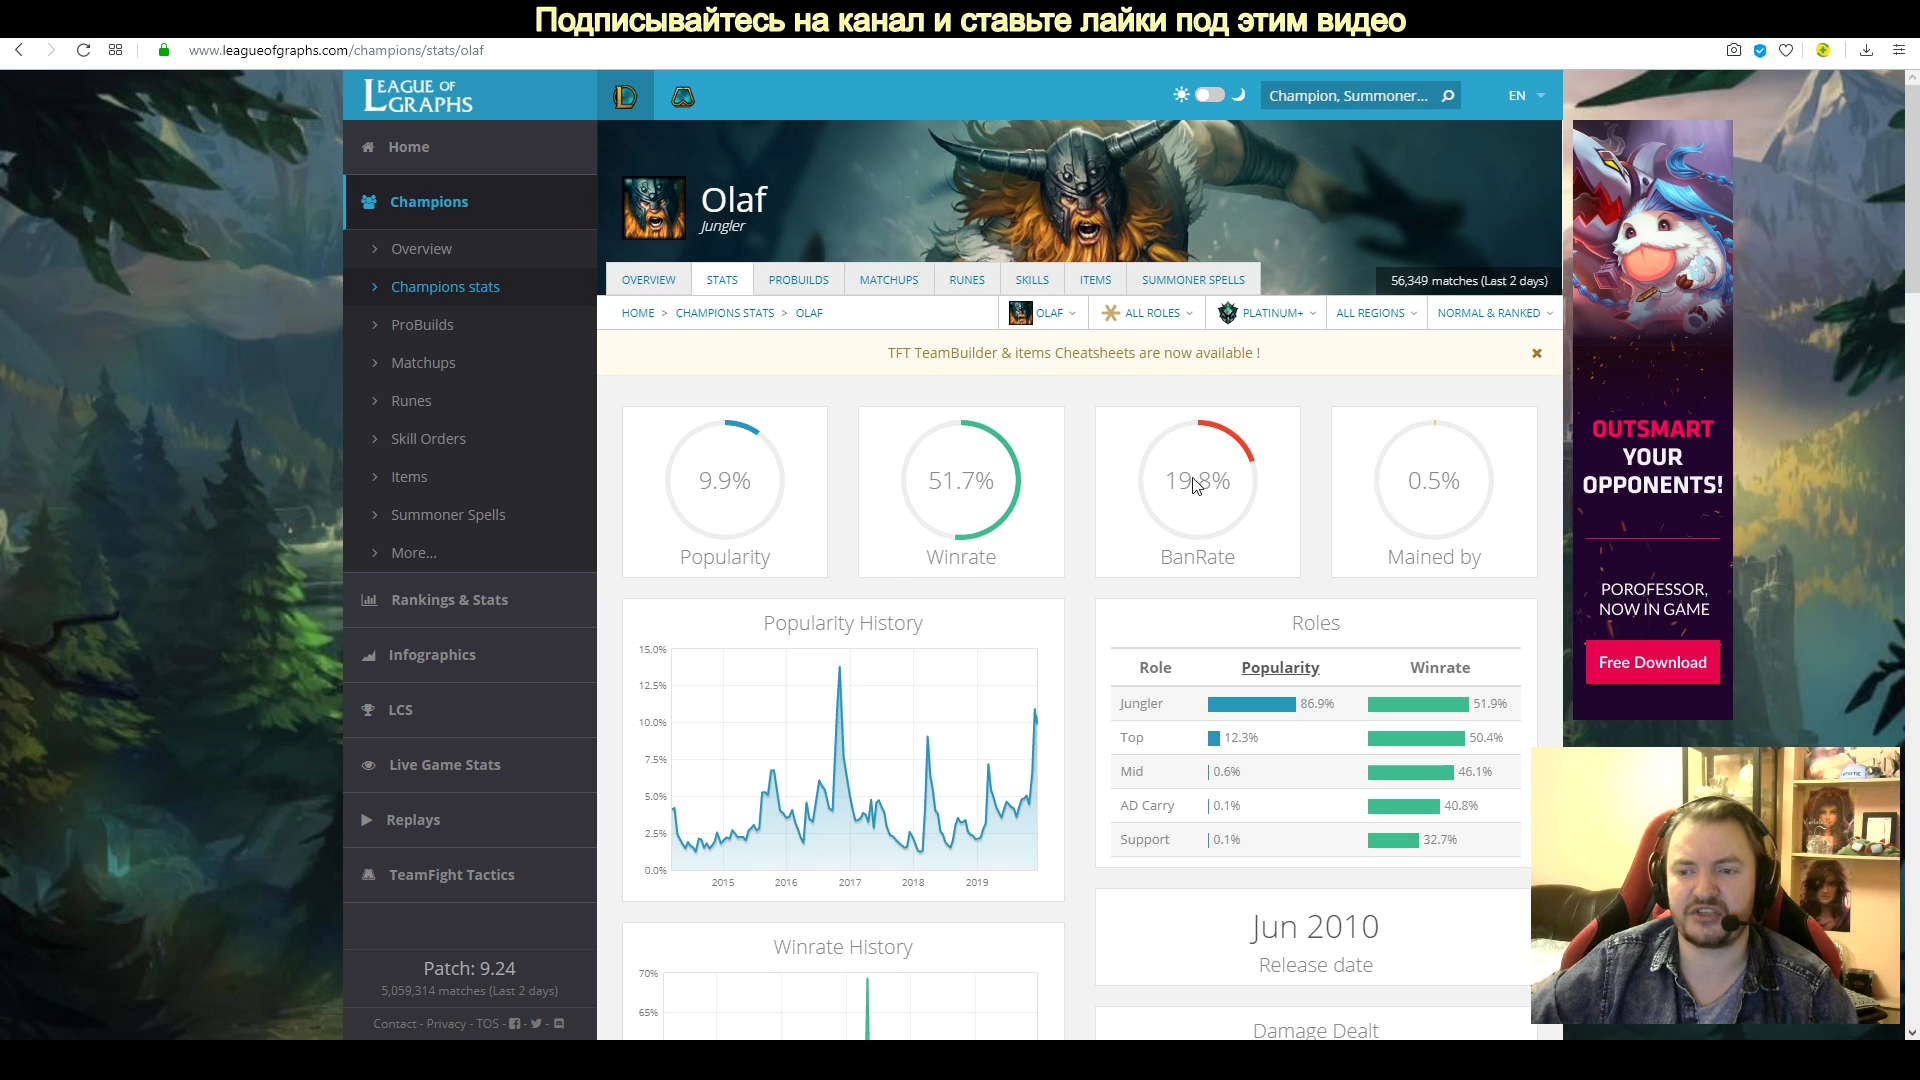 Подписывайтесь на канал и ставьте лайки под этим видео
www.leagueofgraphs.com/champions/stats/olaf
LEAGUE OF GRAPHS
Champion, Summoner...
EN
Home
Champions
Overview
Champions stats
ProBuilds
Matchups
Runes
Skill Orders
Items
Summoner Spells
More...
Rankings & Stats
Infographics
LCS
Live Game Stats
Replays
TeamFight Tactics
Patch: 9.24
5,059,314 matches (Last 2 days)
Contact - Privacy - TOS -
Olaf
Jungler
OVERVIEW STATS PROBUILDS MATCHUPS RUNES SKILLS ITEMS SUMMONER SPELLS
56,349 matches (Last 2 days)
HOME > CHAMPIONS STATS > OLAF
OLAF ALL ROLES PLATINUM+ ALL REGIONS NORMAL & RANKED
TFT TeamBuilder & items Cheatsheets are now available !
9.9%
Popularity
51.7%
Winrate
19.8%
BanRate
0.5%
Mained by
Popularity History
15.0%
12.5%
10.0%
7.5%
5.0%
2.5%
0.0%
2015 2016 2017 2018 2019
Winrate History
70%
65%
Roles
Role Popularity Winrate
Jungler 86.9% 51.9%
Top 12.3% 50.4%
Mid 0.6% 46.1%
AD Carry 0.1% 40.8%
Support 0.1% 32.7%
Jun 2010
Release date
Damage Dealt
OUTSMART
YOUR
OPPONENTS!
POROFESSOR,
NOW IN GAME
Free Download